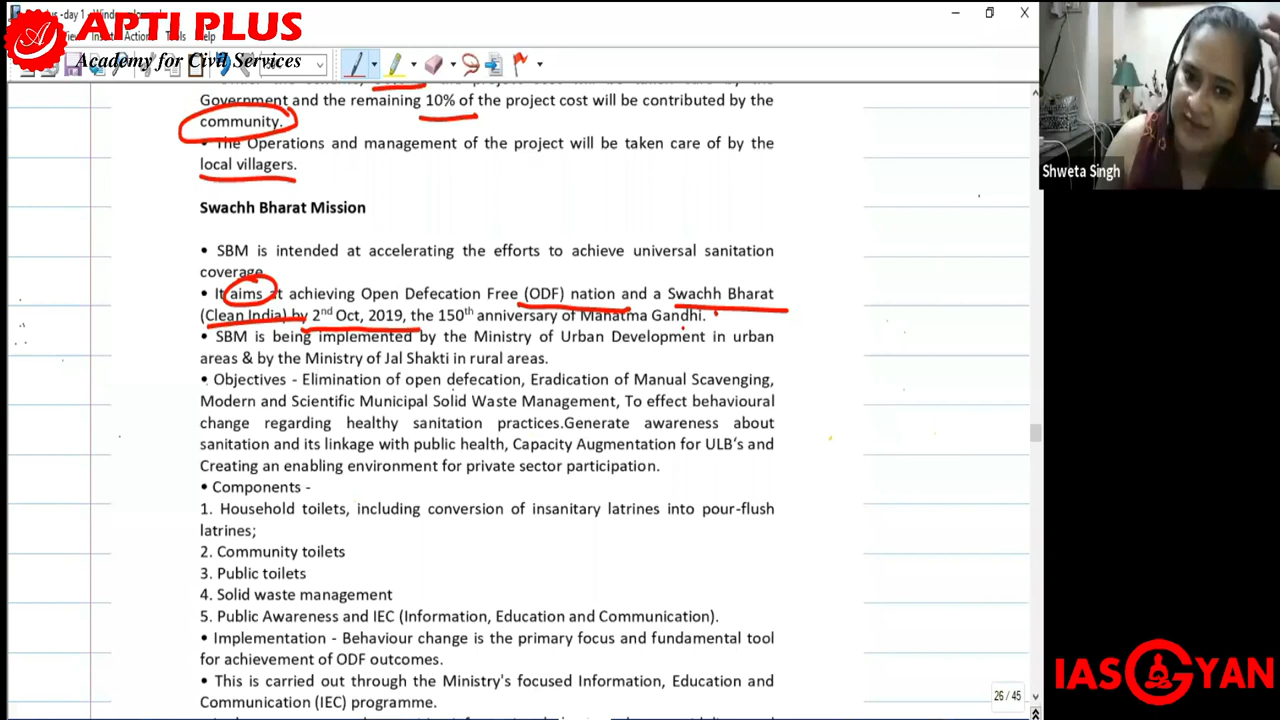 APTI PLUS
Academy for Civil Services
Government and the remaining 10% of the project cost will be contributed by the
community.
• The Operations and management of the project will be taken care of by the
local villagers.
Swachh Bharat Mission
• SBM is intended at accelerating the efforts to achieve universal sanitation
coverage
• It aims at achieving Open Defecation Free (ODF) nation and a Swachh Bharat
(Clean India) by 2nd Oct, 2019, the 150th anniversary of Mahatma Gandhi.
• SBM is being implemented by the Ministry of Urban Development in urban
areas & by the Ministry of Jal Shakti in rural areas.
• Objectives - Elimination of open defecation, Eradication of Manual Scavenging,
Modern and Scientific Municipal Solid Waste Management, To effect behavioural
change regarding healthy sanitation practices.Generate awareness about
sanitation and its linkage with public health, Capacity Augmentation for ULB's and
Creating an enabling environment for private sector participation.
• Components -
1. Household toilets, including conversion of insanitary latrines into pour-flush
latrines;
2. Community toilets
3. Public toilets
4. Solid waste management
5. Public Awareness and IEC (Information, Education and Communication).
• Implementation - Behaviour change is the primary focus and fundamental tool
for achievement of ODF outcomes.
• This is carried out through the Ministry's focused Information, Education and
Communication (IEC) programme.
26 / 45
Shweta Singh
IAS GYAN